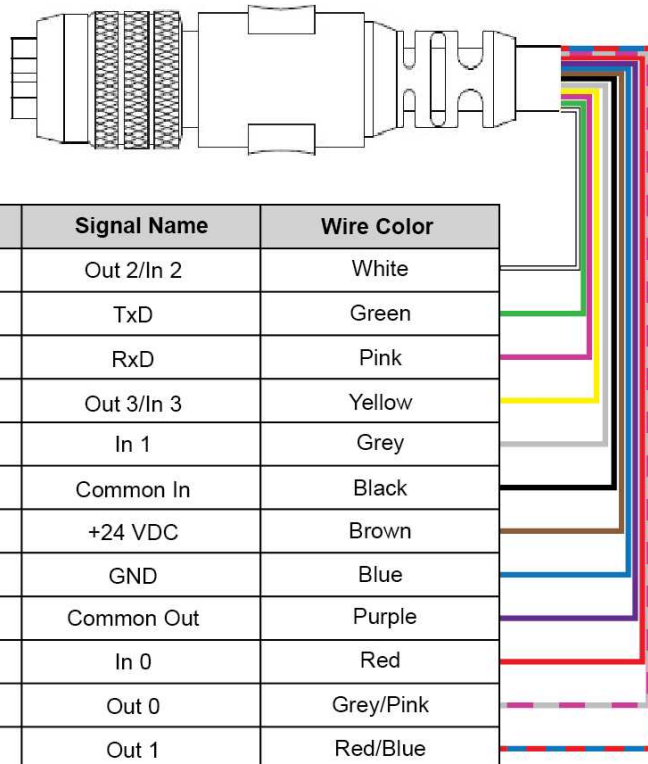 Signal Name Wire Color
Out 2/In 2 White
TxD Green
RxD Pink
Out 3/In 3 Yellow
In 1 Grey
Common In Black
+24 VDC Brown
GND Blue
Common Out Purple
In 0 Red
Out 0 Grey/Pink
Out 1 Red/Blue